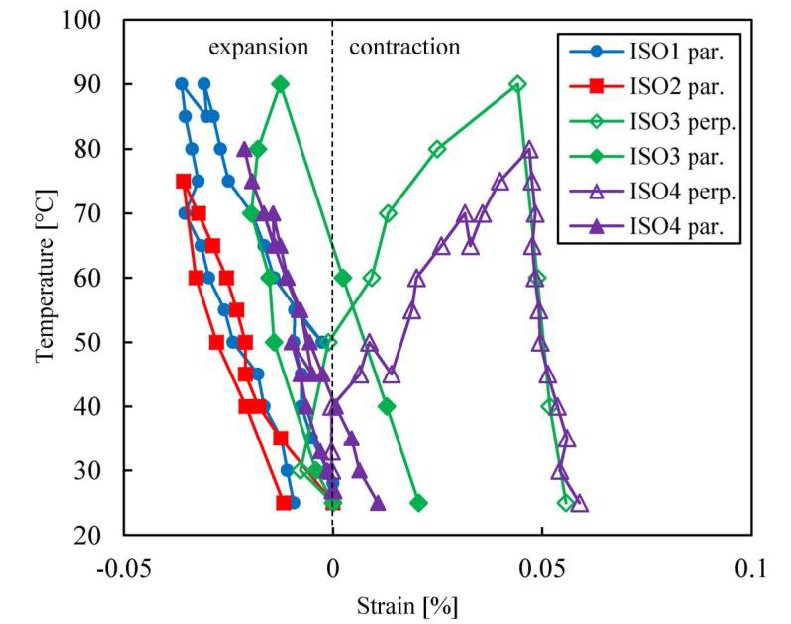 100
90
80
70
60
50
40
30
20
Temperature [°C]
expansion
contraction
ISO1 par.
ISO2 par.
ISO3 perp.
ISO3 par.
ISO4 perp.
ISO4 par.
-0.05
0
0.05
0.1
Strain [%]